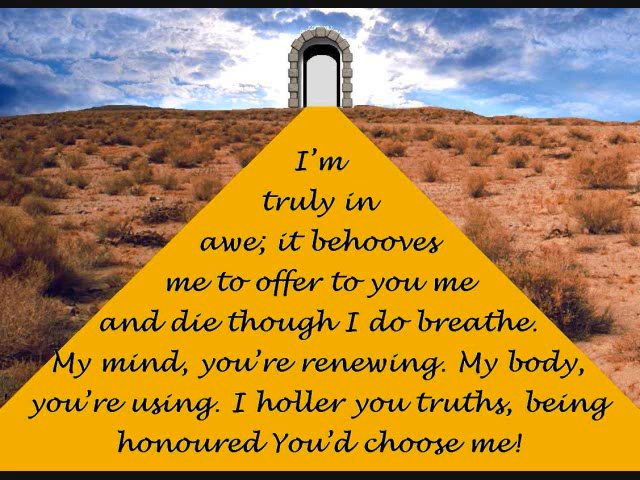 I'm
truly in
awe; it behooves
me to offer to you me
and die though I do breathe.
My mind, you're renewing. My body,
you're using. I holler you truths, being
honoured You'd choose me!